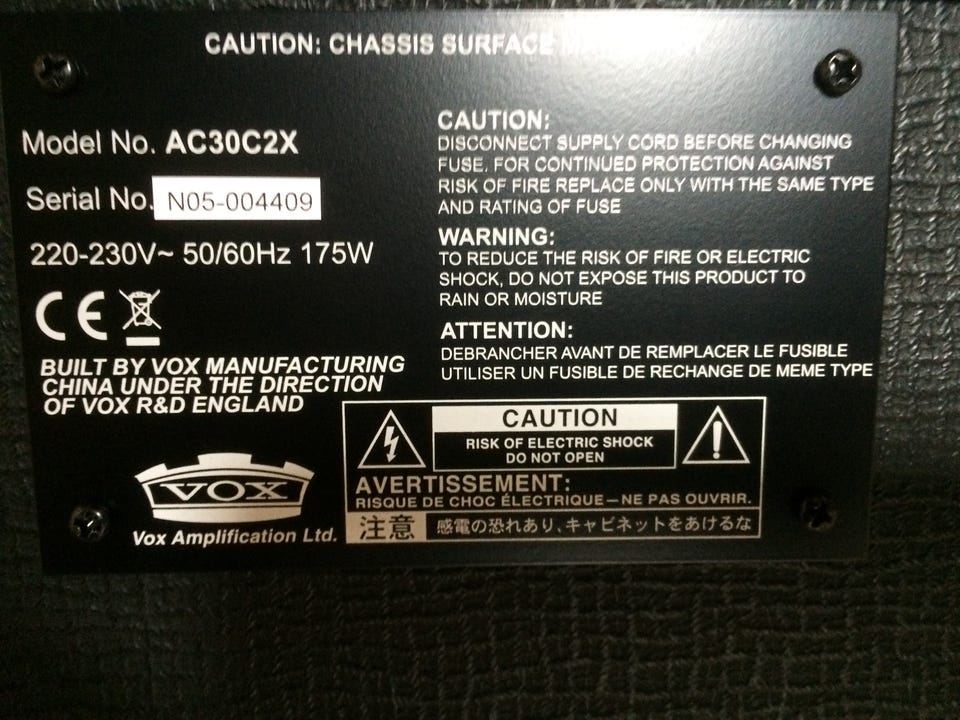 CAUTION: CHASSIS SURFACE
Model No. AC30C2X
Serial No. N05-004409
220-230V~ 50/60Hz 175W
CE
BUILT BY VOX MANUFACTURING
CHINA UNDER THE DIRECTION
OF VOX R&D ENGLAND
VOX
Vox Amplification Ltd.
CAUTION:
DISCONNECT SUPPLY CORD BEFORE CHANGING
FUSE. FOR CONTINUED PROTECTION AGAINST
RISK OF FIRE REPLACE ONLY WITH THE SAME TYPE
AND RATING OF FUSE
WARNING:
TO REDUCE THE RISK OF FIRE OR ELECTRIC
SHOCK, DO NOT EXPOSE THIS PRODUCT TO
RAIN OR MOISTURE
ATTENTION:
DEBRANCHER AVANT DE REMPLACER LE FUSIBLE
UTILISER UN FUSIBLE DE RECHANGE DE MEME TYPE
CAUTION
RISK OF ELECTRIC SHOCK
DO NOT OPEN
AVERTISSEMENT:
RISQUE DE CHOC ÉLECTRIQUE—NE PAS OUVRIR.
注意 感電の恐れあり、キャビネットをあけるな